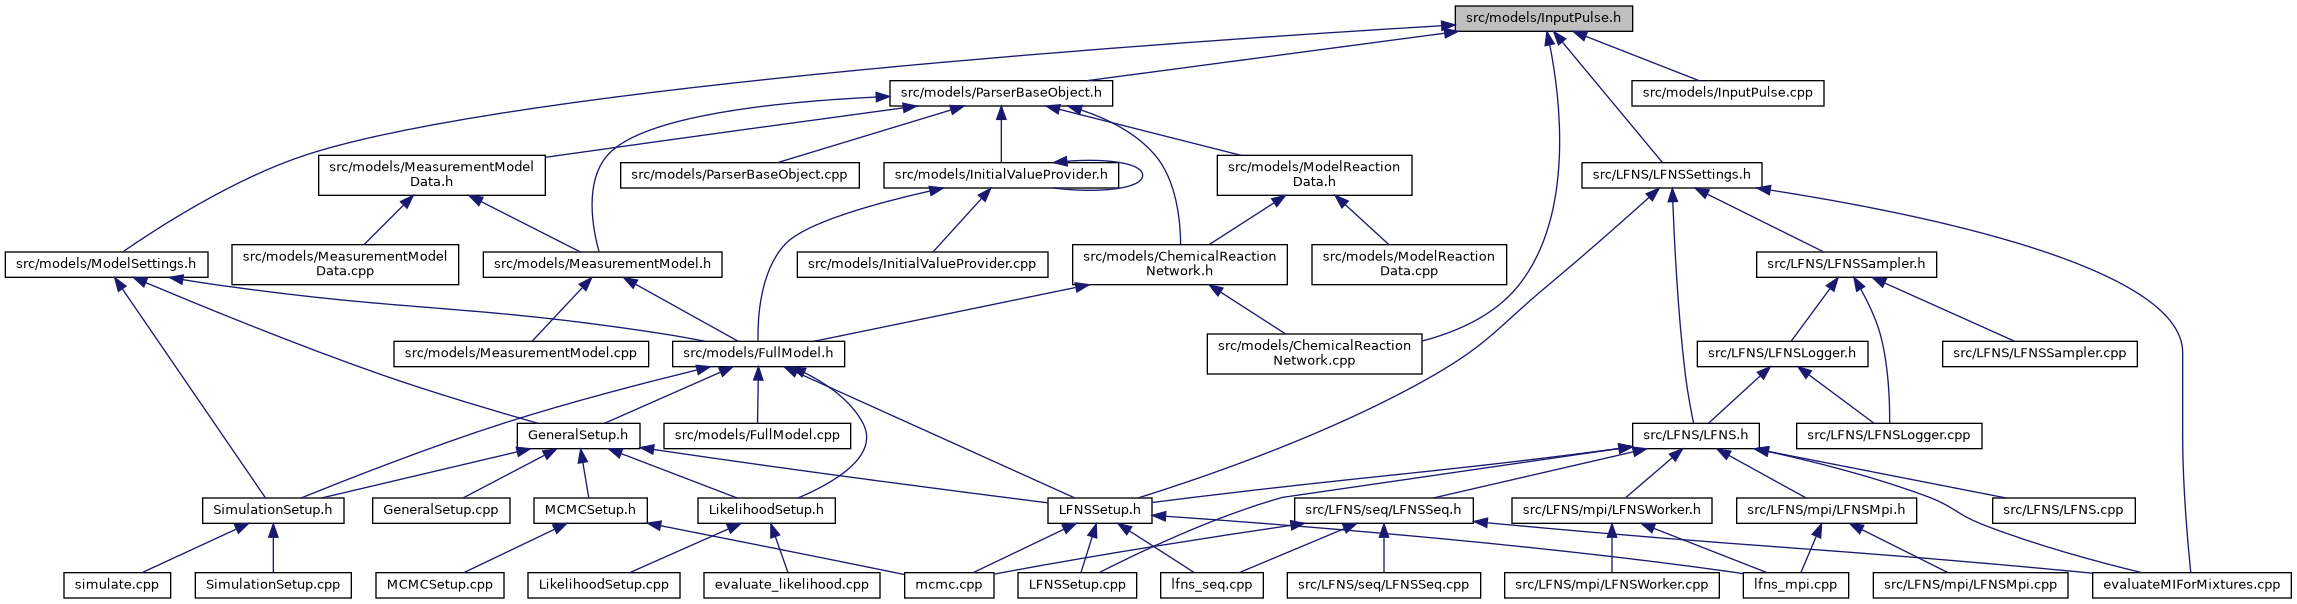 src/models/InputPulse.h
src/models/ParserBaseObject.h
src/models/InputPulse.cpp
src/models/MeasurementModel
Data.h
src/models/ParserBaseObject.cpp
src/models/InitialValueProvider.h
src/models/ModelReaction
Data.h
src/LFNS/LFNSSettings.h
src/models/ModelSettings.h
src/models/MeasurementModel
Data.cpp
src/models/MeasurementModel.h
src/models/InitialValueProvider.cpp
src/models/ChemicalReaction
Network.h
src/models/ModelReaction
Data.cpp
src/LFNS/LFNSSampler.h
src/models/MeasurementModel.cpp
src/models/FullModel.h
src/models/ChemicalReaction
Network.cpp
src/LFNS/LFNSLogger.h
src/LFNS/LFNSSampler.cpp
GeneralSetup.h
src/models/FullModel.cpp
src/LFNS/LFNS.h
src/LFNS/LFNSLogger.cpp
SimulationSetup.h
GeneralSetup.cpp
MCMCSetup.h
LikelihoodSetup.h
LFNSSetup.h
src/LFNS/seq/LFNSSeq.h
src/LFNS/mpi/LFNSWorker.h
src/LFNS/mpi/LFNSMpi.h
src/LFNS/LFNS.cpp
simulate.cpp
SimulationSetup.cpp
MCMCSetup.cpp
LikelihoodSetup.cpp
evaluate_likelihood.cpp
mcmc.cpp
LFNSSetup.cpp
lfns_seq.cpp
src/LFNS/seq/LFNSSeq.cpp
src/LFNS/mpi/LFNSWorker.cpp
lfns_mpi.cpp
src/LFNS/mpi/LFNSMpi.cpp
evaluateMIForMixtures.cpp